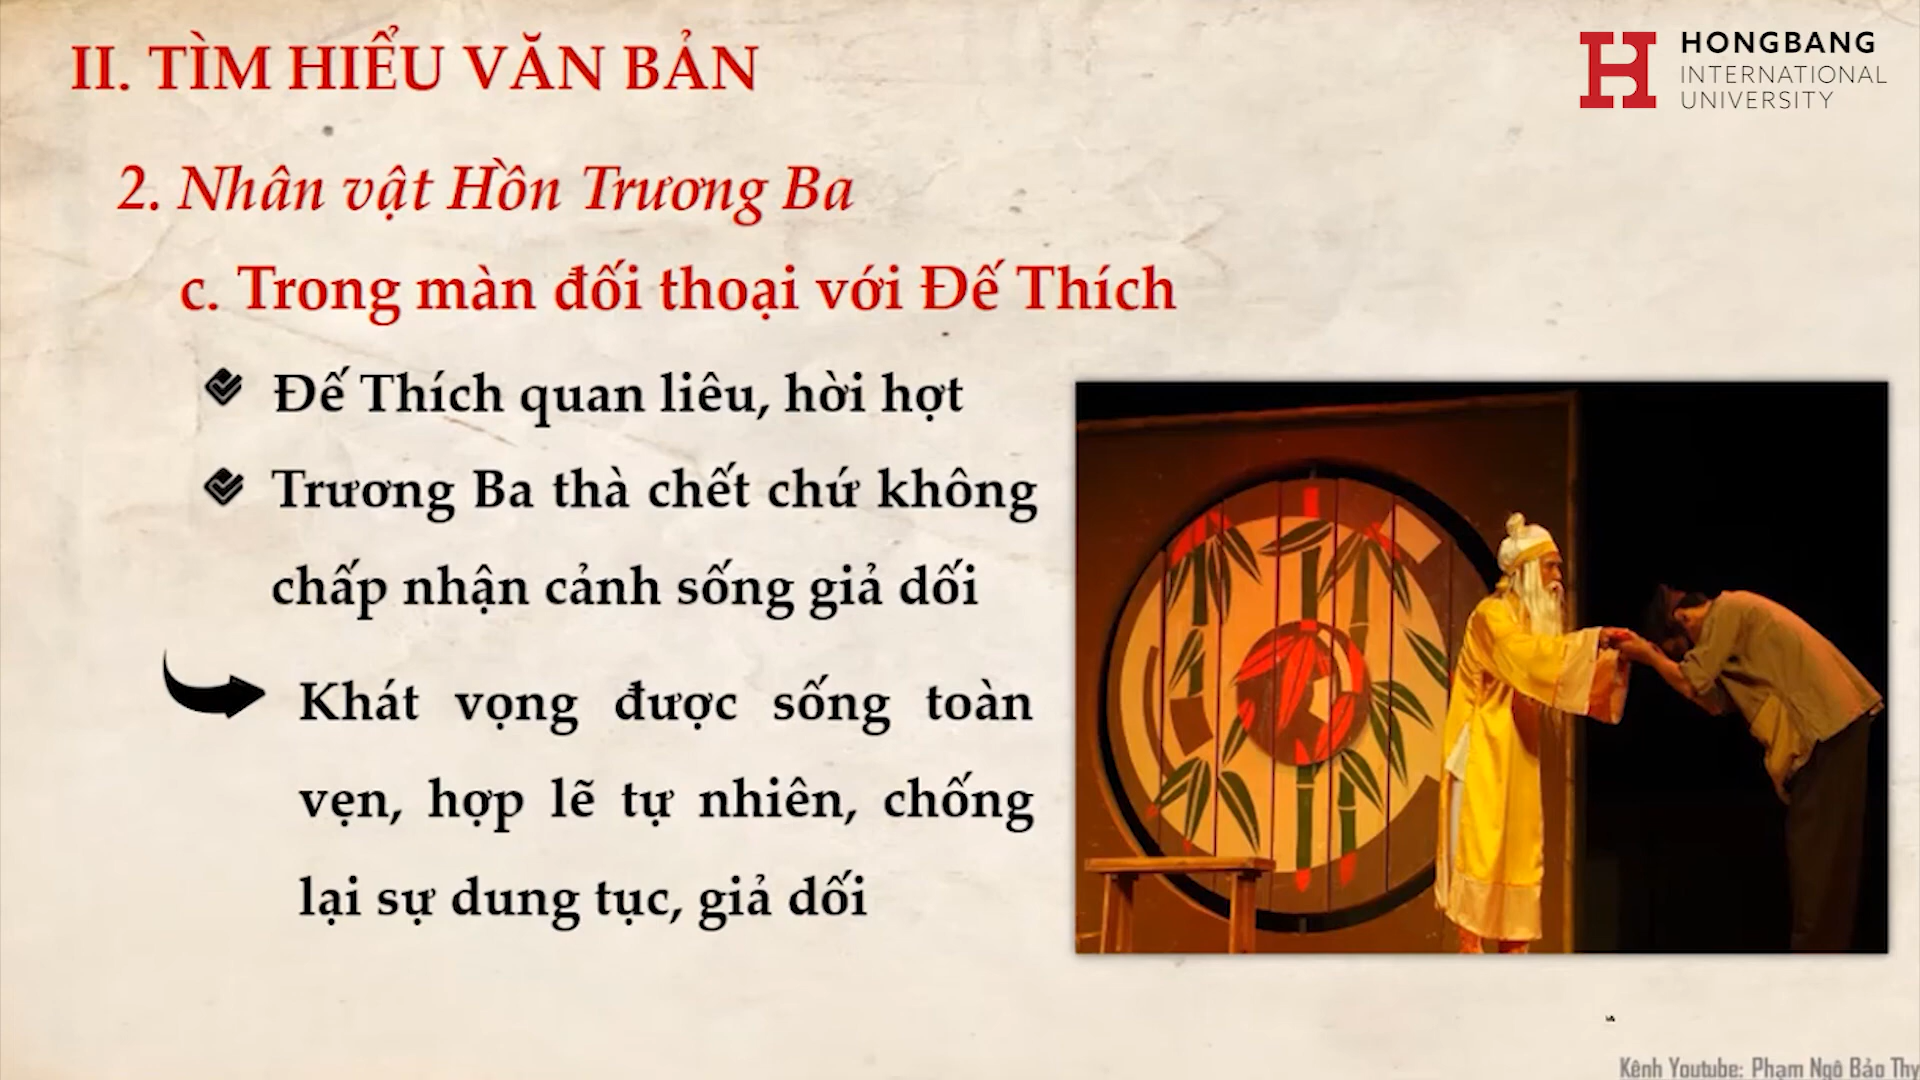 II. TÌM HIỂU VĂN BẢN
HONGBANG
INTERNATIONAL
UNIVERSITY
2. Nhân vật Hồn Trương Ba
c. Trong màn đối thoại với Đế Thích
Đế Thích quan liêu, hời hợt
Trương Ba thà chết chứ không
chấp nhận cảnh sống giả dối
Khát vọng được sống toàn
vẹn, hợp lẽ tự nhiên, chống
lại sự dung tục, giả dối
Kênh Youtube: Phạm Ngô Bảo Thy